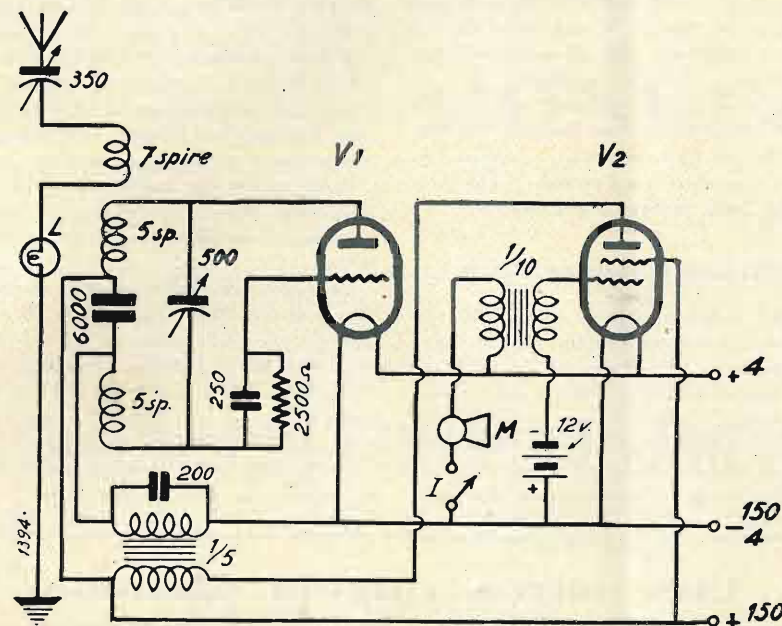 350
7 spire
V1
V2
L
5 sp.
500
1/10
6000
+ 4
250
2500Ω
5 sp.
M
- 12v.
I
+
200
- 150
4
1394.
1/5
+ 150